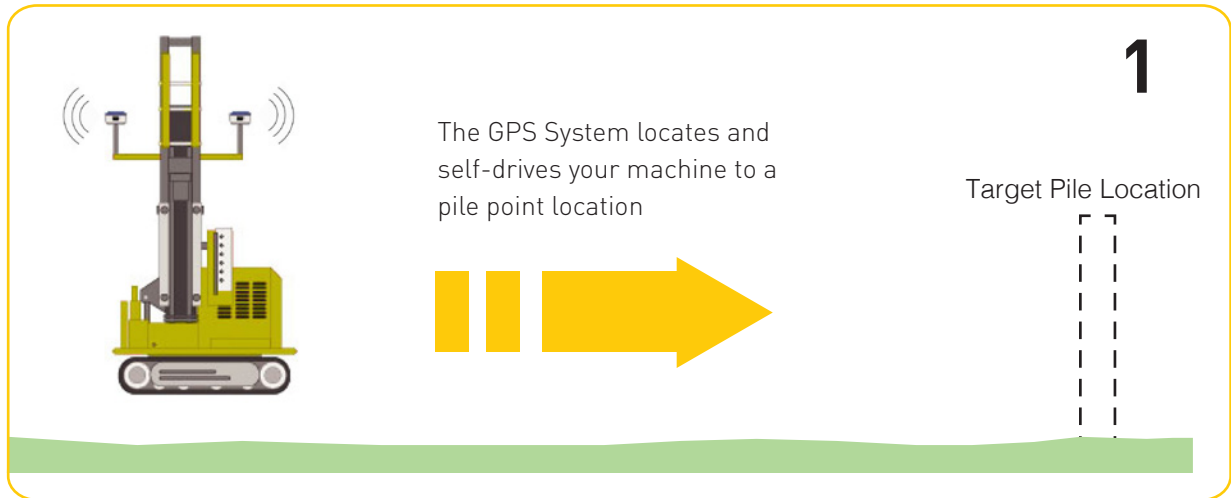 1
The GPS System locates and
self-drives your machine to a
pile point location
Target Pile Location